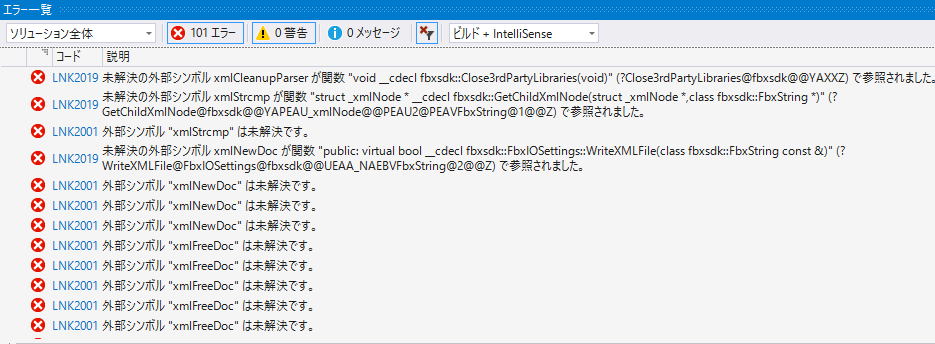 エラー一覧
ソリューション全体 101 エラー 0 警告 0 メッセージ ビルド + IntelliSense
コード 説明
LNK2019 未解決の外部シンボル xmlCleanupParser が関数 "void __cdecl fbxsdk::Close3rdPartyLibraries(void)" (?Close3rdPartyLibraries@fbxsdk@@YAXXZ) で参照されました。
未解決の外部シンボル xmlStrcmp が関数 "struct _xmlNode * __cdecl fbxsdk::GetChildXmlNode(struct _xmlNode *,class fbxsdk::FbxString *)" (?
LNK2019 GetChildXmlNode@fbxsdk@@YAPEAU_xmlNode@@PEAU2@PEAVFbxString@1@@Z) で参照されました。
LNK2001 外部シンボル "xmlStrcmp" は未解決です。
未解決の外部シンボル xmlNewDoc が関数 "public: virtual bool __cdecl fbxsdk::FbxIOSettings::WriteXMLFile(class fbxsdk::FbxString const &)" (?
LNK2019 WriteXMLFile@FbxIOSettings@fbxsdk@@UEAA_NAEBVFbxString@2@@Z) で参照されました。
LNK2001 外部シンボル "xmlNewDoc" は未解決です。
LNK2001 外部シンボル "xmlNewDoc" は未解決です。
LNK2001 外部シンボル "xmlNewDoc" は未解決です。
LNK2001 外部シンボル "xmlFreeDoc" は未解決です。
LNK2001 外部シンボル "xmlFreeDoc" は未解決です。
LNK2001 外部シンボル "xmlFreeDoc" は未解決です。
LNK2001 外部シンボル "xmlFreeDoc" は未解決です。
LNK2001 外部シンボル "xmlFreeDoc" は未解決です。